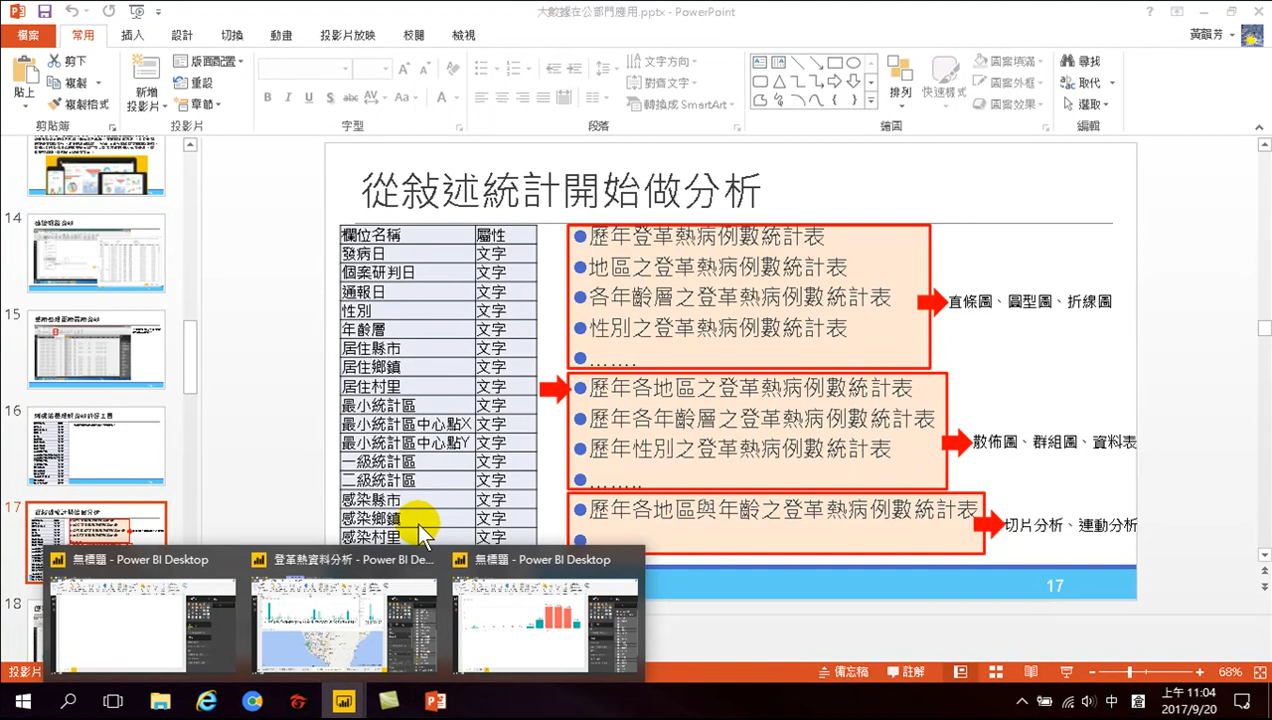 大數據在公部門應用.pptx - PowerPoint
黃韻芳
檔案 常用 插入 設計 切換 動畫 投影片放映 校閱 檢視
貼上
剪下
複製
複製格式
剪貼簿
新增
投影片
版面配置
重設
章節
投影片
B I U S abc AV Aa A
字型
文字方向
對齊文字
轉換成 SmartArt
段落
排列
快速樣式
圖案填滿
圖案外框
圖案效果
繪圖
尋找
取代
選取
編輯
14
15
16
17
18
從敍述統計開始做分析
欄位名稱 屬性
發病日 文字
個案研判日 文字
通報日 文字
性別 文字
年齡層 文字
居住縣市 文字
居住鄉鎮 文字
居住村里 文字
最小統計區 文字
最小統計區中心點X 文字
最小統計區中心點Y 文字
一級統計區 文字
二級統計區 文字
感染縣市 文字
感染鄉鎮 文字
感染村里 文字
歷年登革熱病例數統計表
地區之登革熱病例數統計表
各年齡層之登革熱病例數統計表
性別之登革熱病例數統計表
…….
直條圖、圓型圖、折線圖
歷年各地區之登革熱病例數統計表
歷年各年齡層之登革熱病例數統計表
歷年性別之登革熱病例數統計表
……..
散佈圖、群組圖、資料表
歷年各地區與年齡之登革熱病例數統計表
切片分析、連動分析
17
無標題 - Power BI Desktop
登革熱資料分析 - Power BI De...
無標題 - Power BI Desktop
投影片
備忘稿
註解
68%
中
倉
上午 11:04
2017/9/20